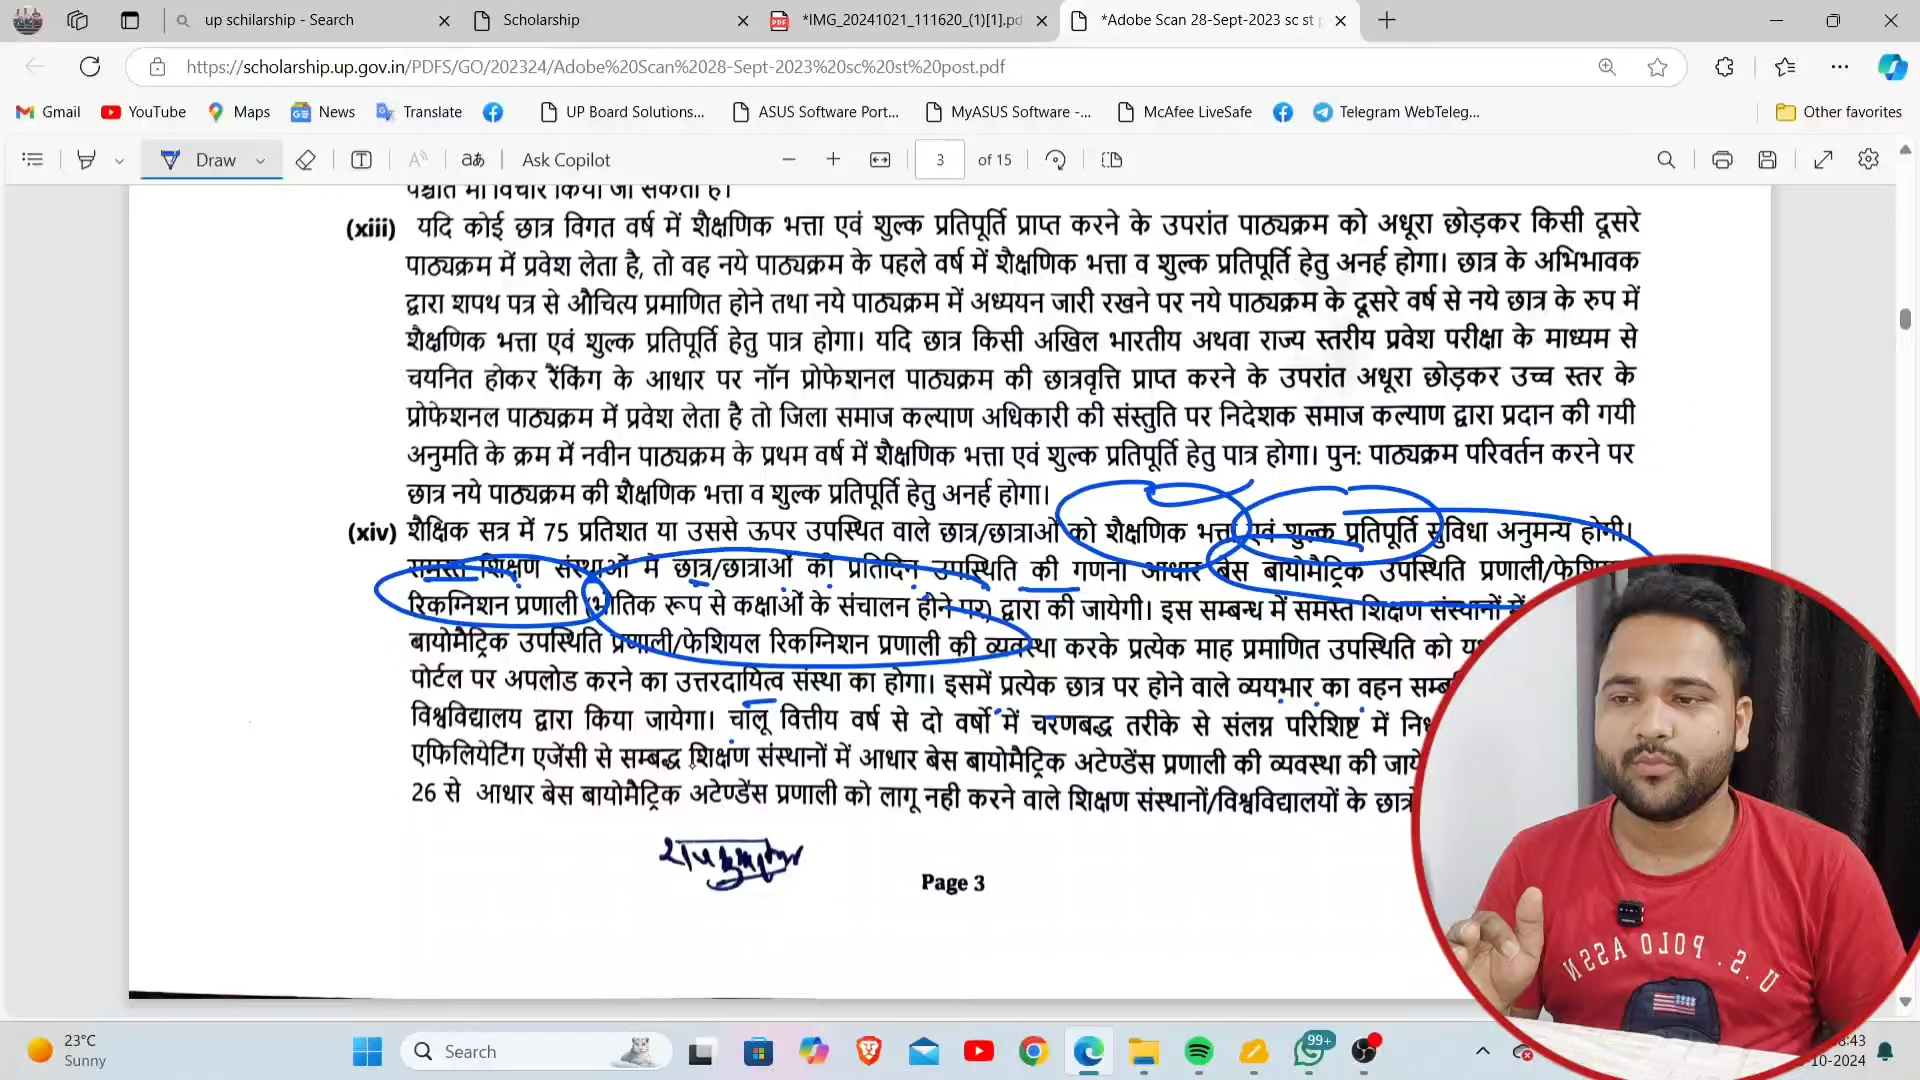 up schilarship - Search
Scholarship
*IMG_20241021_111620_(1)[1].pd
*Adobe Scan 28-Sept-2023 sc st p
https://scholarship.up.gov.in/PDFS/GO/202324/Adobe%20Scan%2028-Sept-2023%20sc%20st%20post.pdf
Gmail
YouTube
Maps
News
Translate
UP Board Solutions...
ASUS Software Port...
MyASUS Software -...
McAfee LiveSafe
Telegram WebTeleg...
Other favorites
Draw
Ask Copilot
3 of 15
पश्चात भी विचार किया जा सकता है।
(xiii) यदि कोई छात्र विगत वर्ष में शैक्षणिक भत्ता एवं शुल्क प्रतिपूर्ति प्राप्त करने के उपरांत पाठ्यक्रम को अधूरा छोड़कर किसी दूसरे
पाठ्यक्रम में प्रवेश लेता है, तो वह नये पाठ्यक्रम के पहले वर्ष में शैक्षणिक भत्ता व शुल्क प्रतिपूर्ति हेतु अनर्ह होगा। छात्र के अभिभावक
द्वारा शपथ पत्र से औचित्य प्रमाणित होने तथा नये पाठ्यक्रम में अध्ययन जारी रखने पर नये पाठ्यक्रम के दूसरे वर्ष से नये छात्र के रुप में
शैक्षणिक भत्ता एवं शुल्क प्रतिपूर्ति हेतु पात्र होगा। यदि छात्र किसी अखिल भारतीय अथवा राज्य स्तरीय प्रवेश परीक्षा के माध्यम से
चयनित होकर रैंकिंग के आधार पर नॉन प्रोफेशनल पाठ्यक्रम की छात्रवृत्ति प्राप्त करने के उपरांत अधूरा छोड़कर उच्च स्तर के
प्रोफेशनल पाठ्यक्रम में प्रवेश लेता है तो जिला समाज कल्याण अधिकारी की संस्तुति पर निदेशक समाज कल्याण द्वारा प्रदान की गयी
अनुमति के क्रम में नवीन पाठ्यक्रम के प्रथम वर्ष में शैक्षणिक भत्ता एवं शुल्क प्रतिपूर्ति हेतु पात्र होगा। पुन: पाठ्यक्रम परिवर्तन करने पर
छात्र नये पाठ्यक्रम की शैक्षणिक भत्ता व शुल्क प्रतिपूर्ति हेतु अनर्ह होगा।
(xiv) शैक्षिक सत्र में 75 प्रतिशत या उससे ऊपर उपस्थित वाले छात्र/छात्राओं को शैक्षणिक भत्ता एवं शुल्क प्रतिपूर्ति सुविधा अनुमन्य होगी।
समस्त शिक्षण संस्थाओं में छात्र/छात्राओं की प्रतिदिन उपस्थिति की गणना आधार बेस बायोमैट्रिक उपस्थिति प्रणाली/
रिकग्निशन प्रणाली (भौतिक रूप से कक्षाओं के संचालन होने पर) द्वारा की जायेगी। इस सम्बन्ध में समस्त शिक्षण संस्थानों में
बायोमैट्रिक उपस्थिति प्रणाली/फेशियल रिकग्निशन प्रणाली की व्यवस्था करके प्रत्येक माह प्रमाणित उपस्थिति को
पोर्टल पर अपलोड करने का उत्तरदायित्व संस्था का होगा। इसमें प्रत्येक छात्र पर होने वाले व्ययभार का वहन
विश्वविद्यालय द्वारा किया जायेगा। चालू वित्तीय वर्ष से दो वर्षो में चरणबद्ध तरीके से संलग्न परिशिष्ट में
एफिलियेटिंग एजेंसी से सम्बद्ध शिक्षण संस्थानों में आधार बेस बायोमैट्रिक अटेण्डेंस प्रणाली की व्यवस्था की
26 से आधार बेस बायोमैट्रिक अटेण्डेंस प्रणाली को लागू नही करने वाले शिक्षण संस्थानों/विश्वविद्यालयों के
Page 3
U.S. POLO ASSN
23°C
Sunny
Search
99+
10-2024